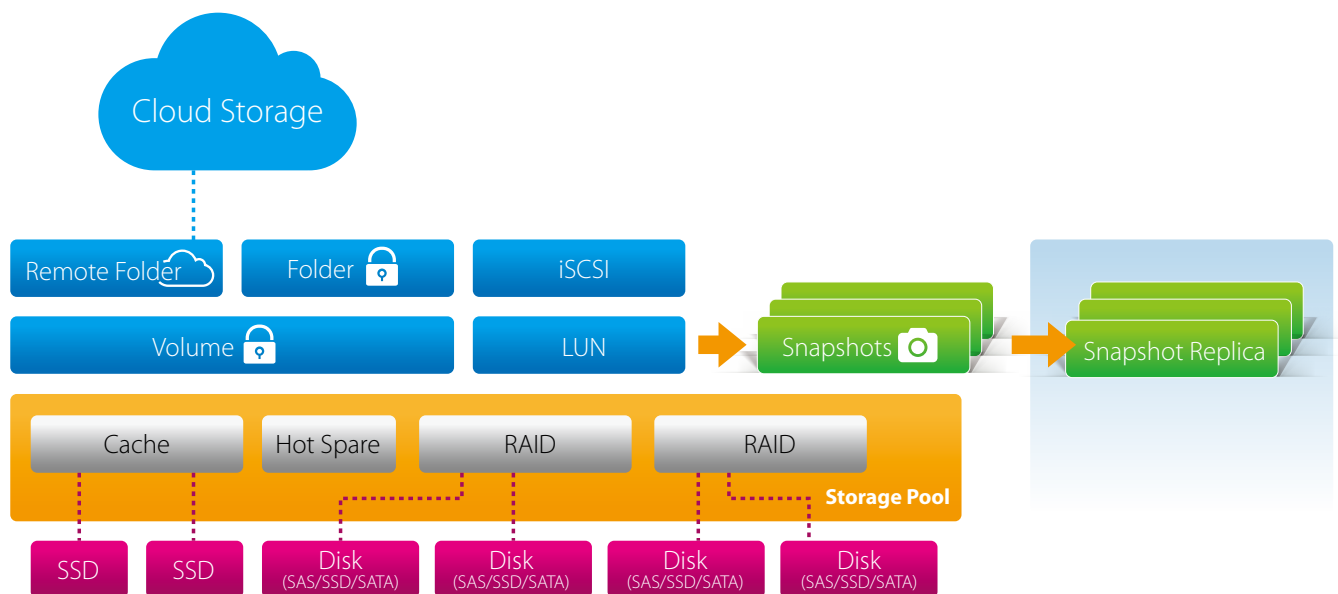 Cloud Storage
Remote Folder
Folder
iSCSI
Volume
LUN
Snapshots
Snapshot Replica
Cache
Hot Spare
RAID
RAID
Storage Pool
SSD
SSD
Disk
(SAS/SSD/SATA)
Disk
(SAS/SSD/SATA)
Disk
(SAS/SSD/SATA)
Disk
(SAS/SSD/SATA)